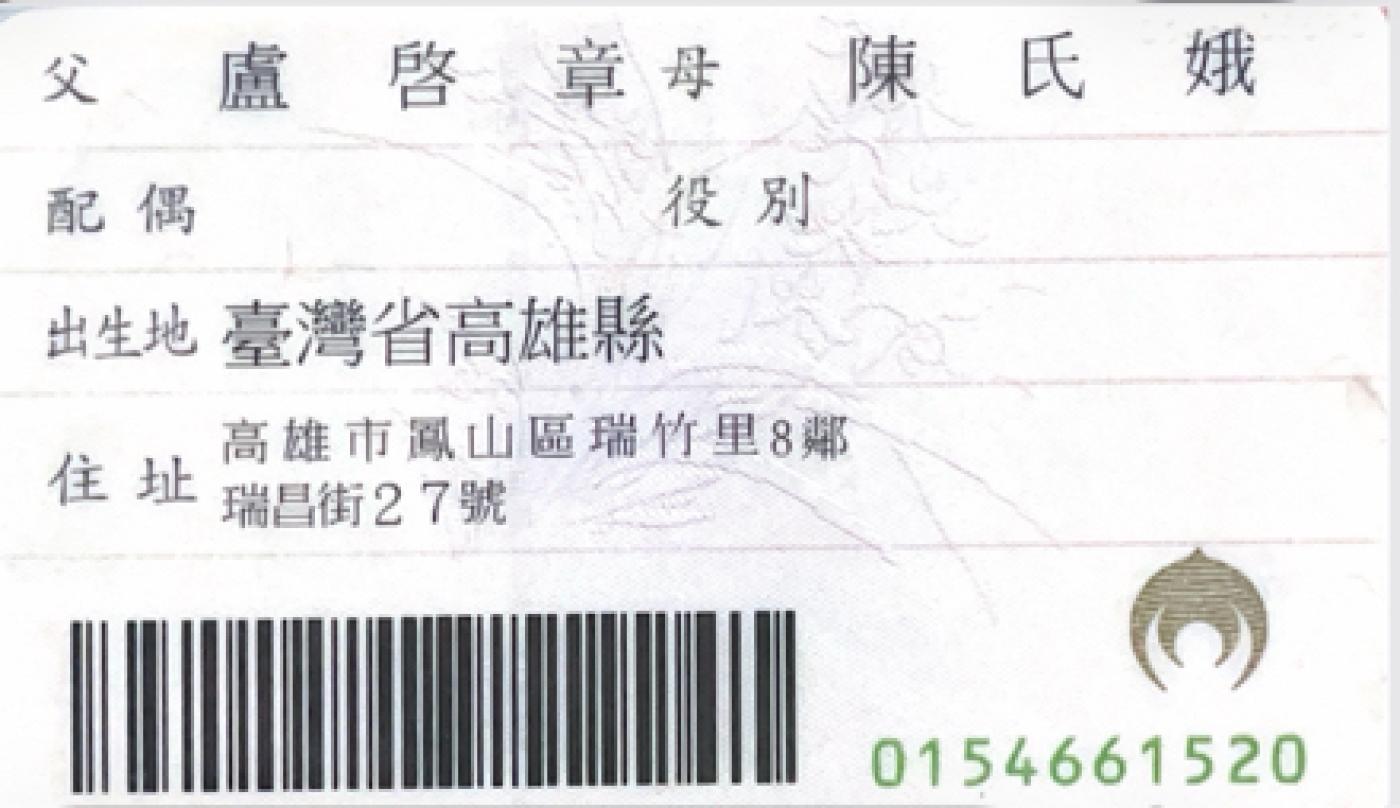 父 盧啓章 母 陳氏娥
配偶 役別
出生地 臺灣省高雄縣
住址 高雄市鳳山區瑞竹里8鄰
瑞昌街27號
0154661520